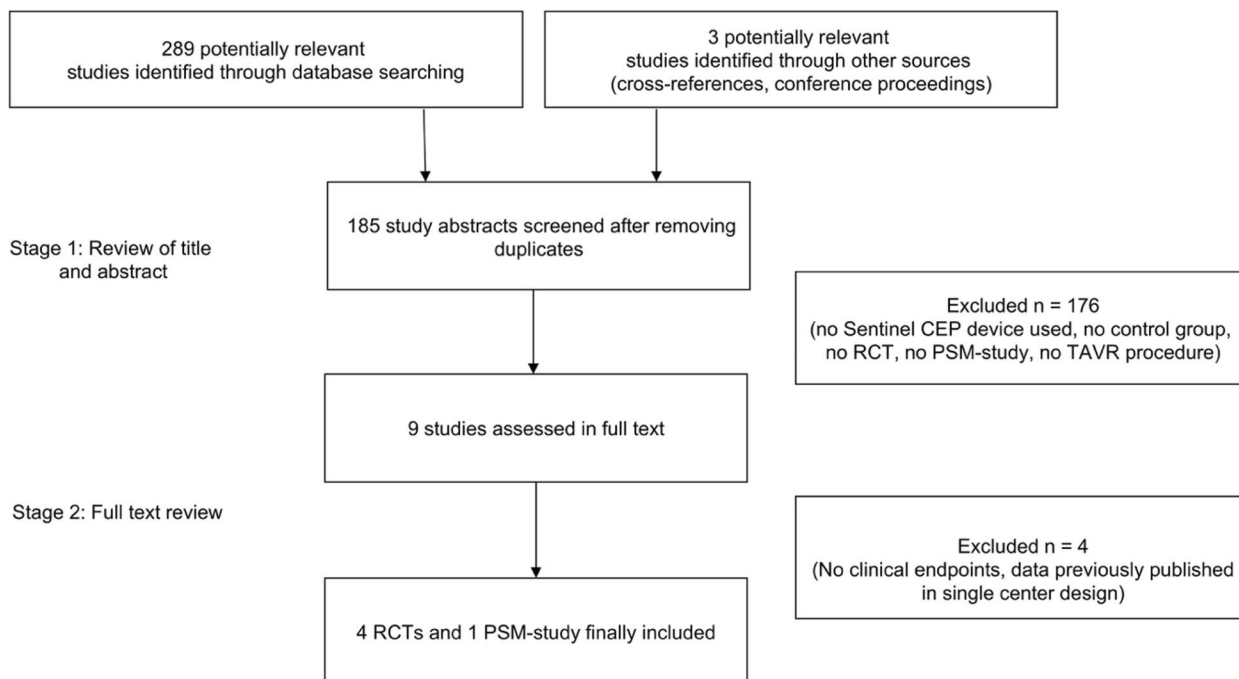 289 potentially relevant
studies identified through database searching
3 potentially relevant
studies identified through other sources
(cross-references, conference proceedings)
185 study abstracts screened after removing
duplicates
Stage 1: Review of title
and abstract
Excluded n = 176
(no Sentinel CEP device used, no control group,
no RCT, no PSM-study, no TAVR procedure)
9 studies assessed in full text
Stage 2: Full text review
Excluded n = 4
(No clinical endpoints, data previously published
in single center design)
4 RCTs and 1 PSM-study finally included